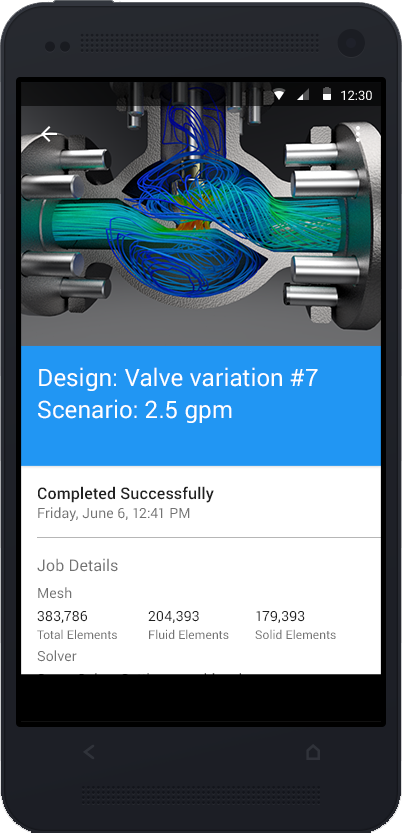 12:30
Design: Valve variation #7
Scenario: 2.5 gpm
Completed Successfully
Friday, June 6, 12:41 PM
Job Details
Mesh
383,786 204,393 179,393
Total Elements Fluid Elements Solid Elements
Solver